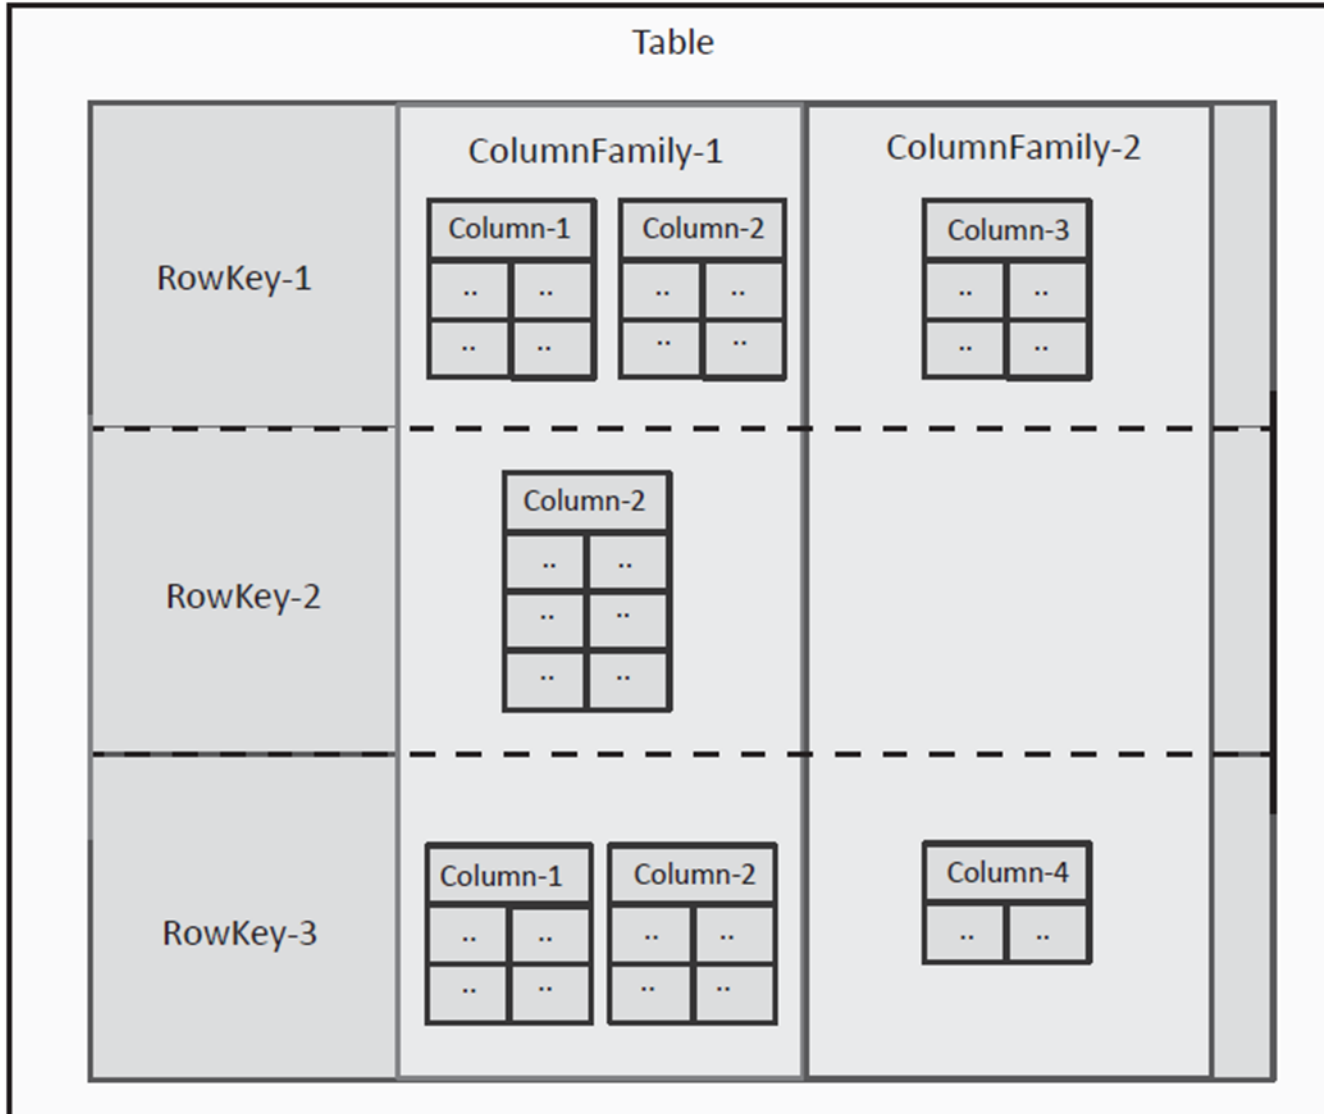 Table
ColumnFamily-1 ColumnFamily-2
Column-1 Column-2 Column-3
RowKey-1
.. .. .. .. .. ..
.. .. .. .. .. ..
Column-2
.. ..
RowKey-2
.. ..
.. ..
Column-1 Column-2 Column-4
RowKey-3
.. .. .. .. .. ..
.. .. .. ..